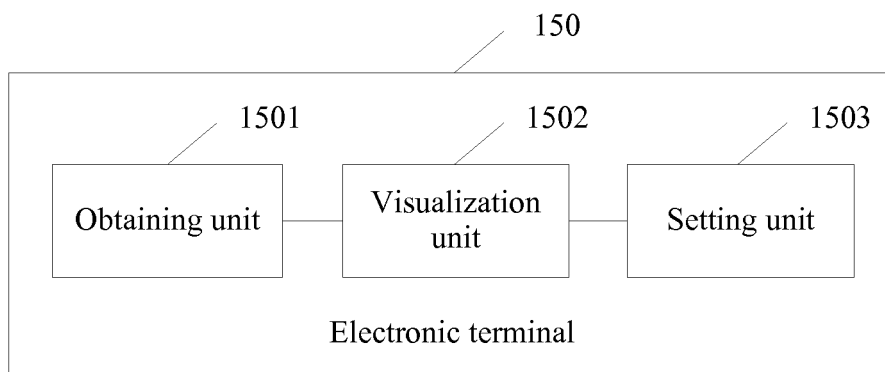 150
1501
1502
1503
Obtaining unit
Visualization
unit
Setting unit
Electronic terminal